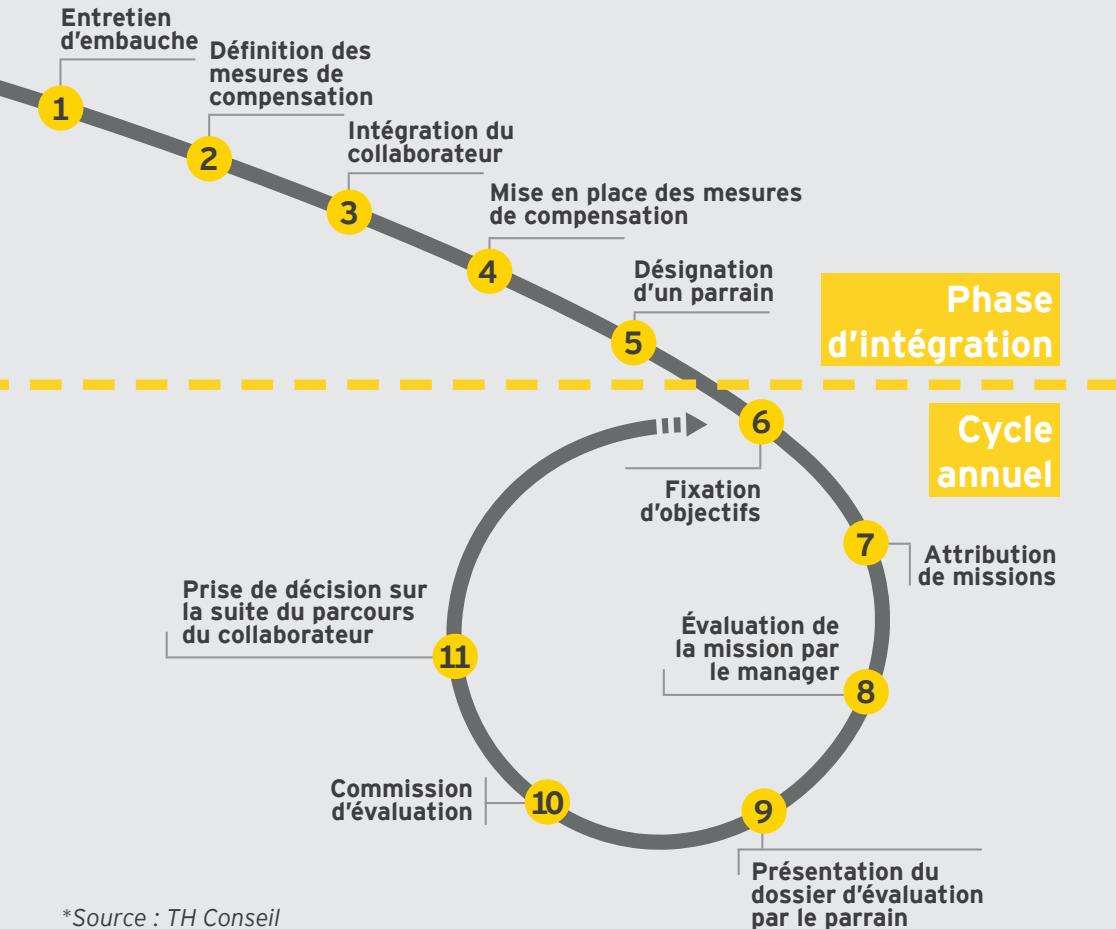 Entretien
d'embauche
1
Définition des
mesures de
compensation
2
Intégration du
collaborateur
3
Mise en place des mesures
de compensation
4
Désignation
d'un parrain
5
Phase
d'intégration
Cycle
annuel
6
Fixation
d'objectifs
7
Attribution
de missions
Évaluation de
la mission par
le manager
8
9
Présentation du
dossier d'évaluation
par le parrain
Commission
d'évaluation
10
Prise de décision sur
la suite du parcours
du collaborateur
11
*Source : TH Conseil